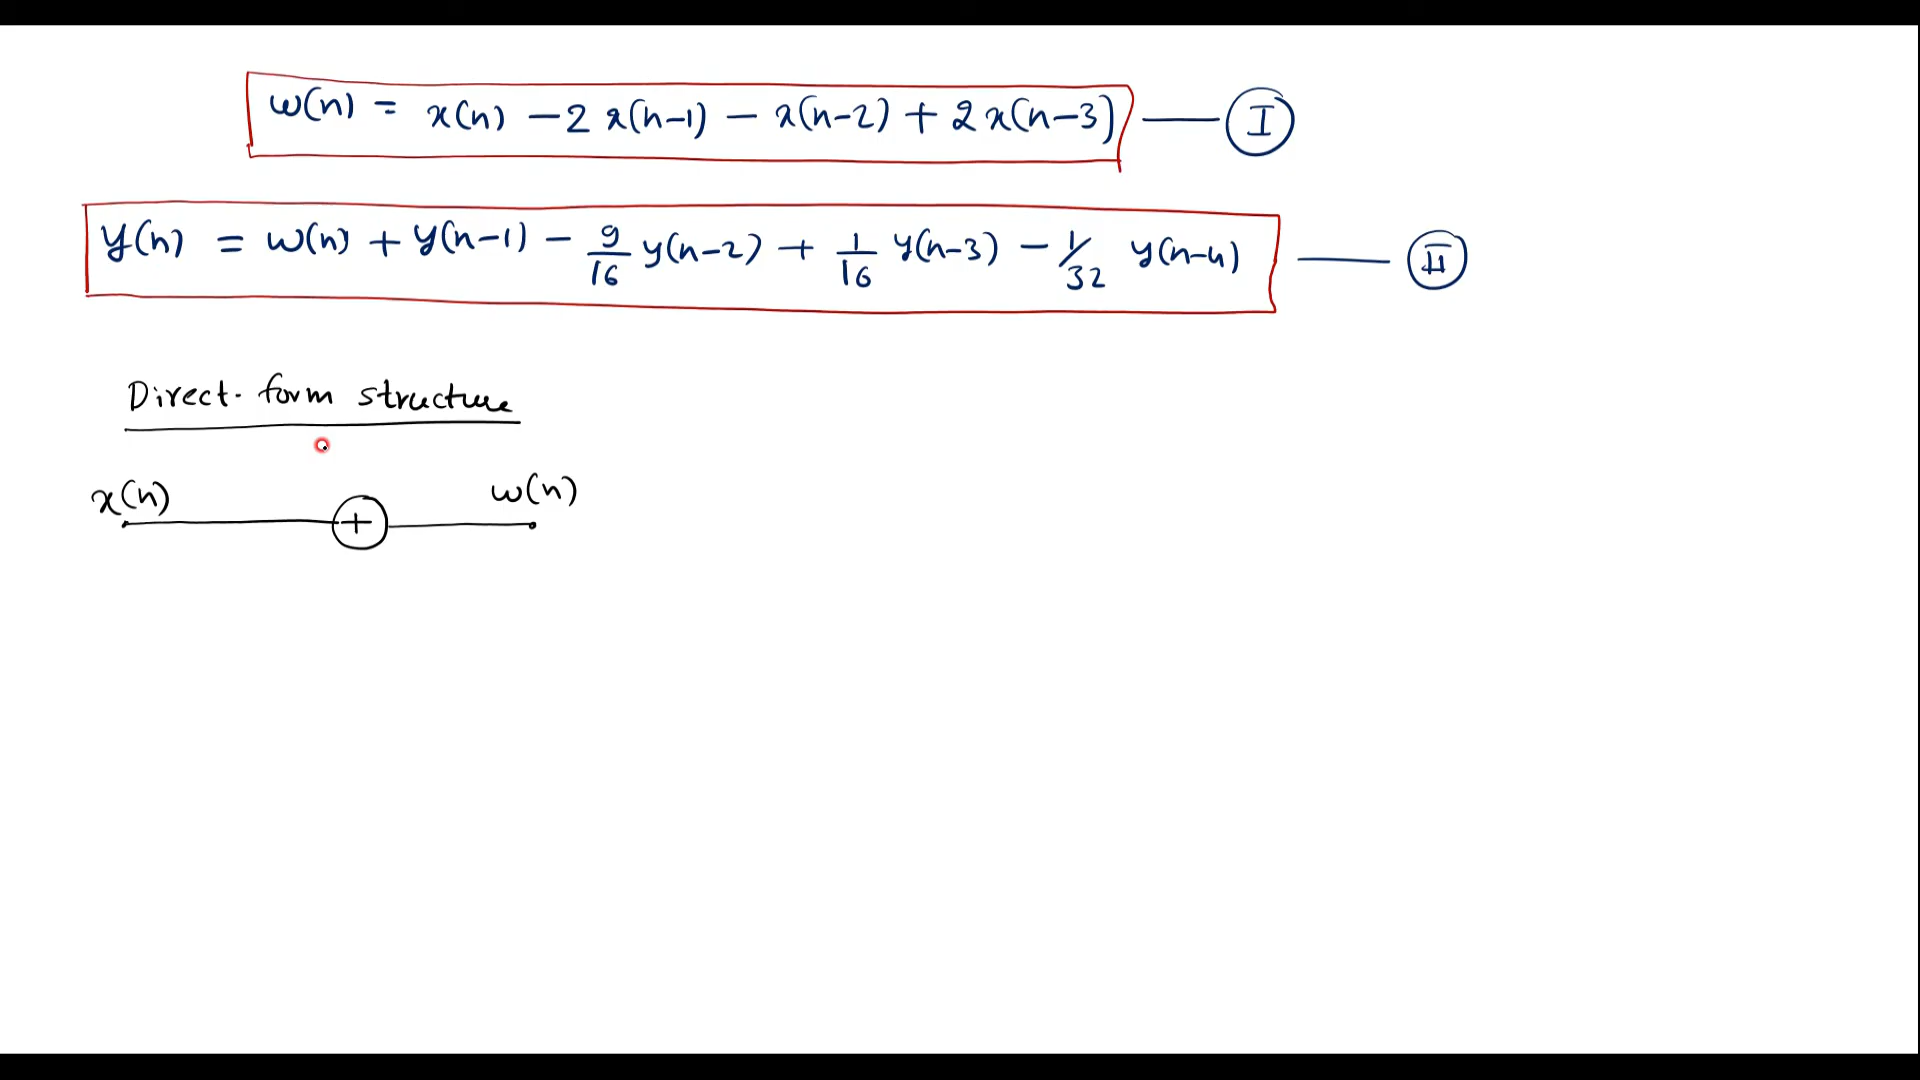 w(n) = x(n) - 2 x(n-1) - x(n-2) + 2 x(n-3) —— I
y(n) = w(n) + y(n-1) - 9/16 y(n-2) + 1/16 y(n-3) - 1/32 y(n-4) —— II
Direct-form structure
x(n) w(n)
+